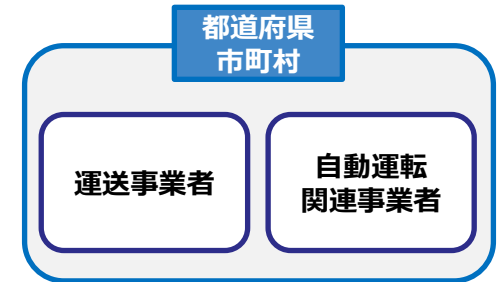 都道府県
市町村
運送事業者
自動運転
関連事業者